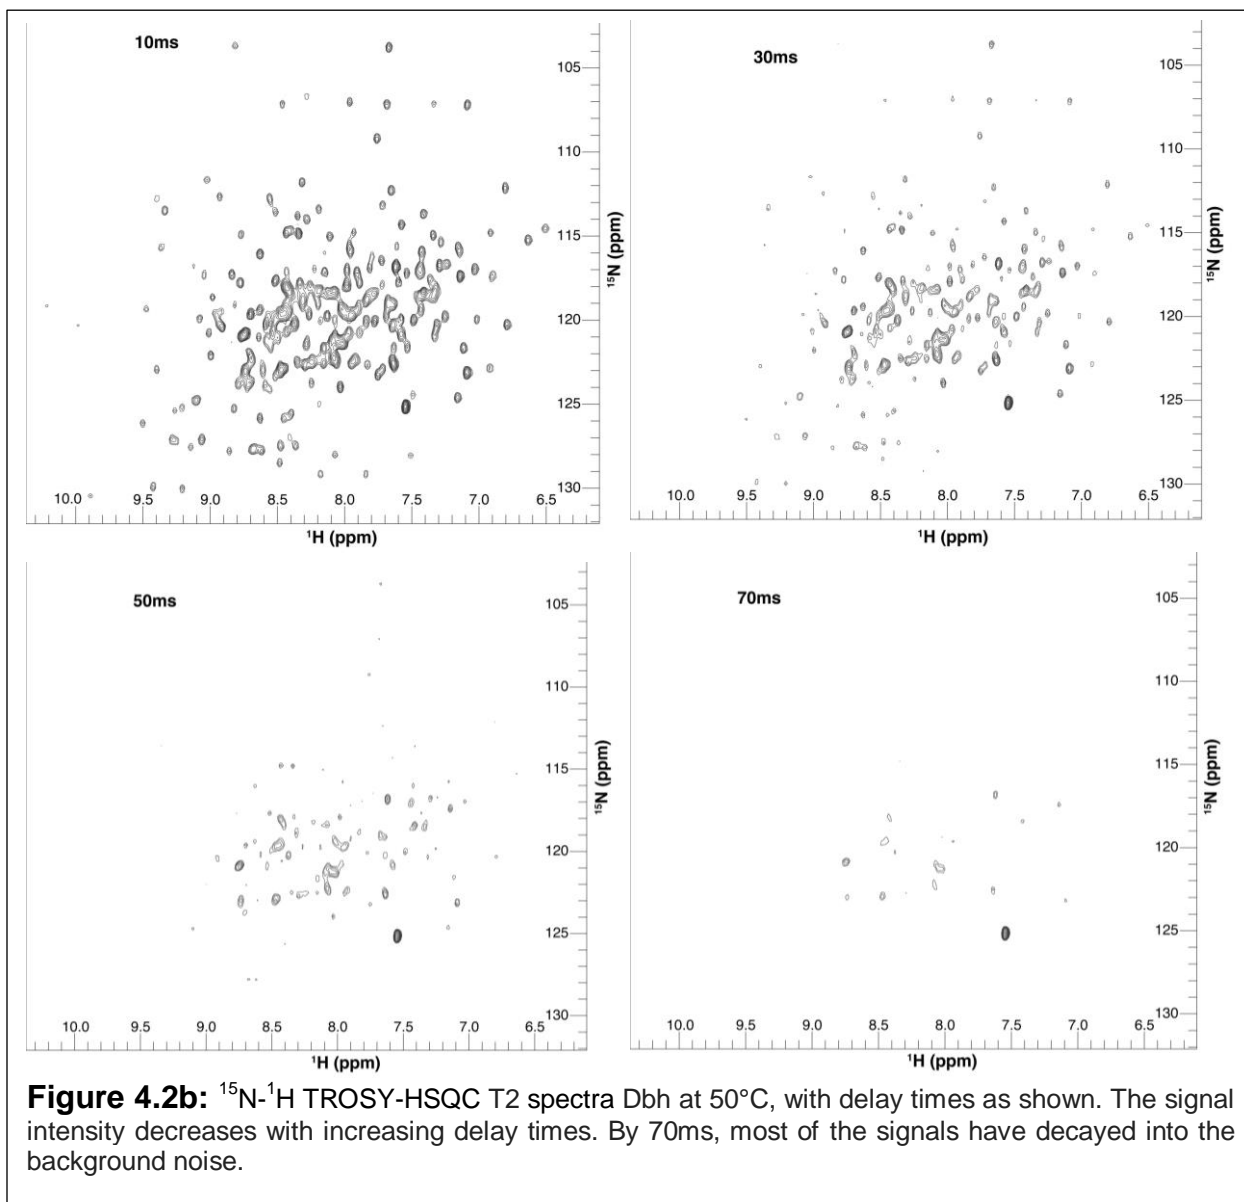 10ms
105
110
115
120
125
130
¹⁵N (ppm)
10.0 9.5 9.0 8.5 8.0 7.5 7.0 6.5
¹H (ppm)
30ms
105
110
115
120
125
130
¹⁵N (ppm)
10.0 9.5 9.0 8.5 8.0 7.5 7.0 6.5
¹H (ppm)
50ms
105
110
115
120
125
130
¹⁵N (ppm)
10.0 9.5 9.0 8.5 8.0 7.5 7.0 6.5
¹H (ppm)
70ms
105
110
115
120
125
130
¹⁵N (ppm)
10.0 9.5 9.0 8.5 8.0 7.5 7.0 6.5
¹H (ppm)
Figure 4.2b: ¹⁵N-¹H TROSY-HSQC T2 spectra Dbh at 50°C, with delay times as shown. The signal
intensity decreases with increasing delay times. By 70ms, most of the signals have decayed into the
background noise.